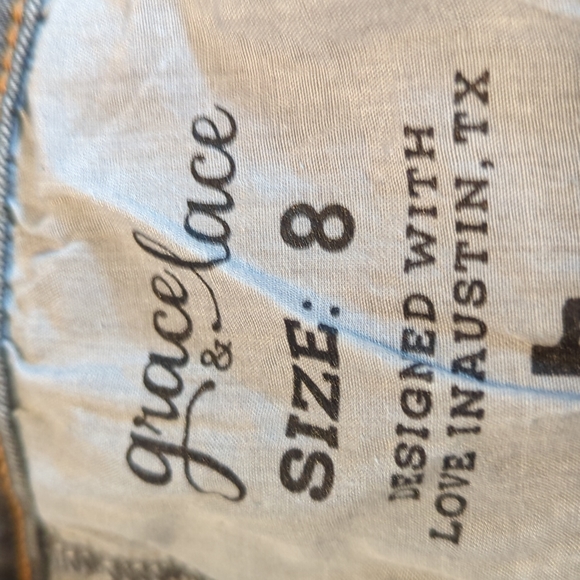 grace
& lace
SIZE: 8
DESIGNED WITH
LOVE IN AUSTIN, TX